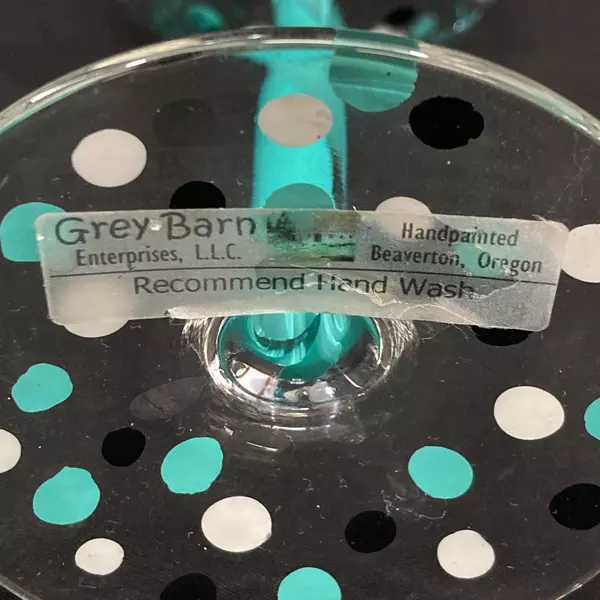 Grey Barn
Enterprises, L.L.C.
Handpainted
Beaverton, Oregon
Recommend Hand Wash